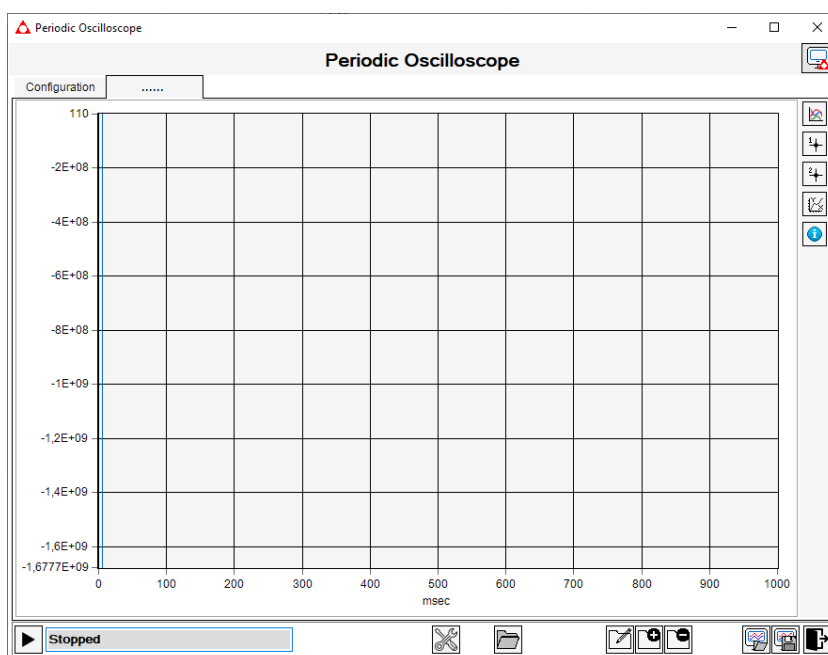 Periodic Oscilloscope
Periodic Oscilloscope
Configuration
......
110
-2E+08
-4E+08
-6E+08
-8E+08
-1E+09
-1,2E+09
-1,4E+09
-1,6E+09
-1,6777E+09
0 100 200 300 400 500 600 700 800 900 1000
msec
1
2
Stopped